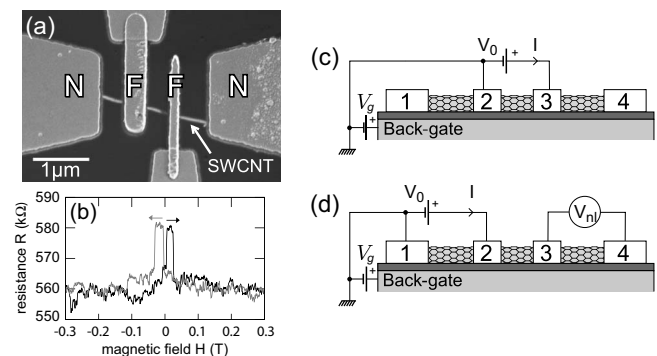 (a)
N
F
F
N
SWCNT
1μm
(b)
590
580
570
560
550
resistance R (kΩ)
-0.3
-0.2
-0.1
0
0.1
0.2
0.3
magnetic field H (T)
(c)
V0
+
I
Vg
+
1
2
3
4
Back-gate
(d)
V0
+
I
Vnl
Vg
+
1
2
3
4
Back-gate